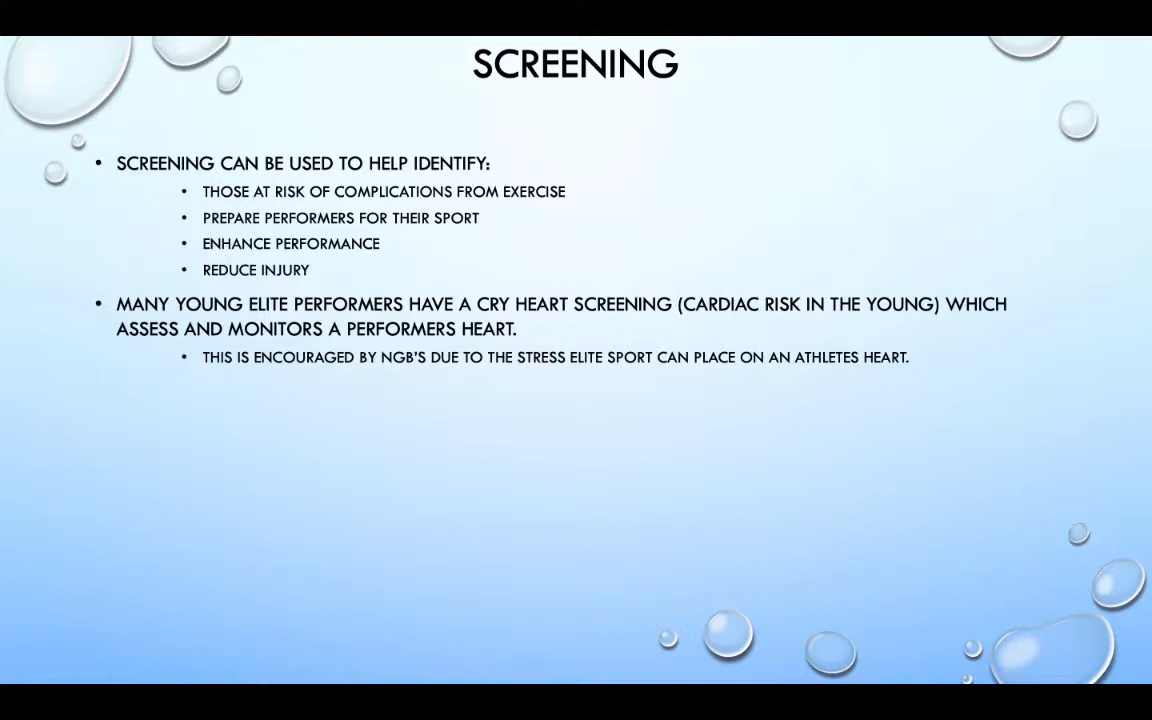 SCREENING
• SCREENING CAN BE USED TO HELP IDENTIFY:
• THOSE AT RISK OF COMPLICATIONS FROM EXERCISE
• PREPARE PERFORMERS FOR THEIR SPORT
• ENHANCE PERFORMANCE
• REDUCE INJURY
• MANY YOUNG ELITE PERFORMERS HAVE A CRY HEART SCREENING (CARDIAC RISK IN THE YOUNG) WHICH
ASSESS AND MONITORS A PERFORMERS HEART.
• THIS IS ENCOURAGED BY NGB'S DUE TO THE STRESS ELITE SPORT CAN PLACE ON AN ATHLETES HEART.